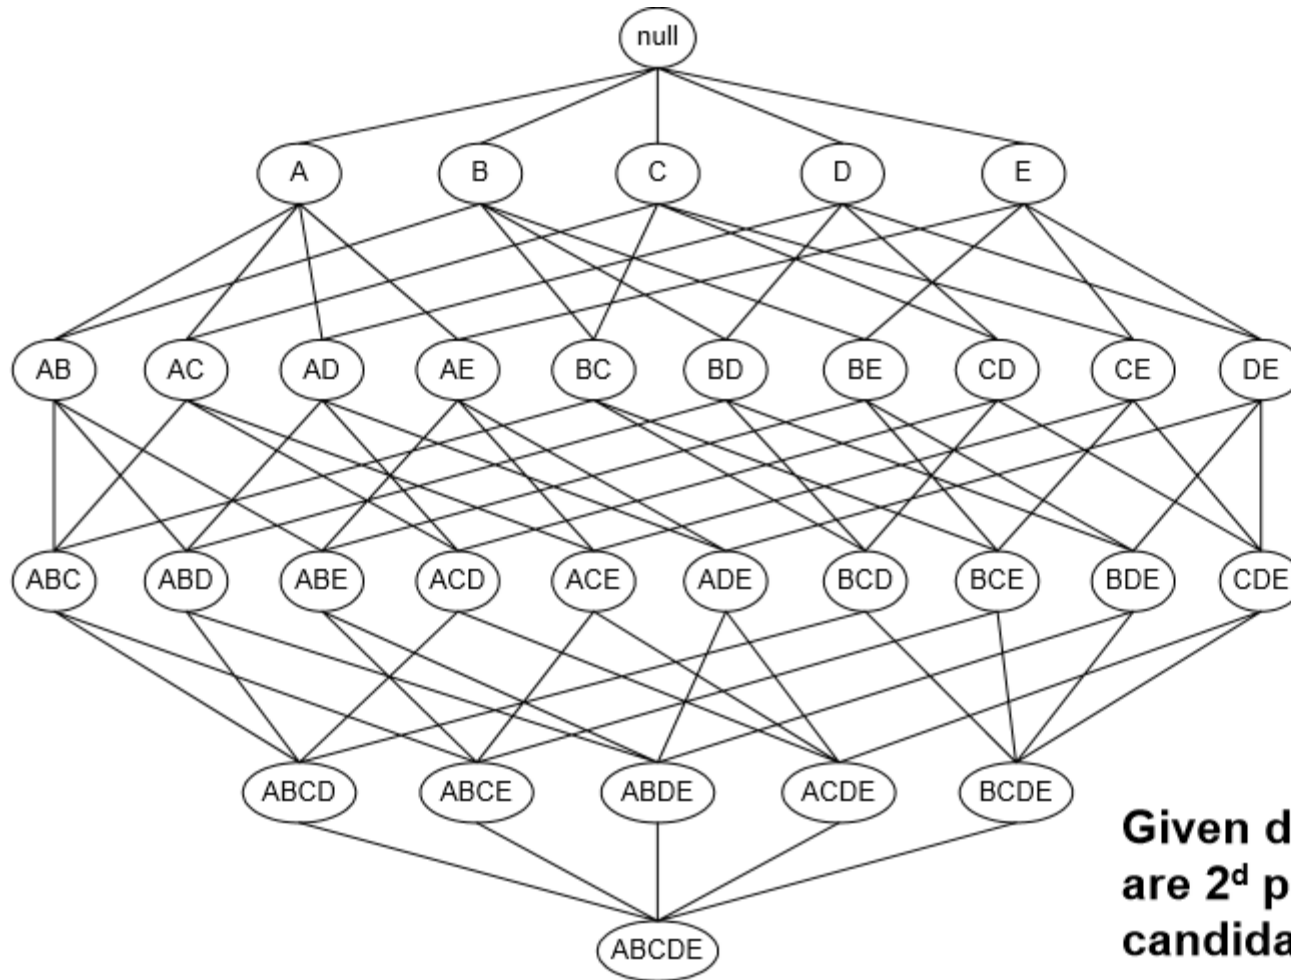 null
A B C D E
AB AC AD AE BC BD BE CD CE DE
ABC ABD ABE ACD ACE ADE BCD BCE BDE CDE
ABCD ABCE ABDE ACDE BCDE
Given d
are 2ᵈ p
candida
ABCDE